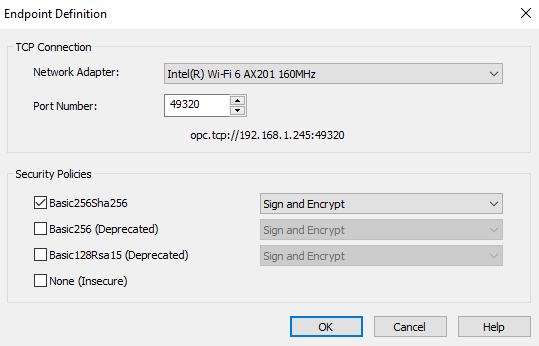 Endpoint Definition
TCP Connection
Network Adapter: Intel(R) Wi-Fi 6 AX201 160MHz
Port Number: 49320
opc.tcp://192.168.1.245:49320
Security Policies
Basic256Sha256 Sign and Encrypt
Basic256 (Deprecated) Sign and Encrypt
Basic128Rsa15 (Deprecated) Sign and Encrypt
None (Insecure)
OK Cancel Help